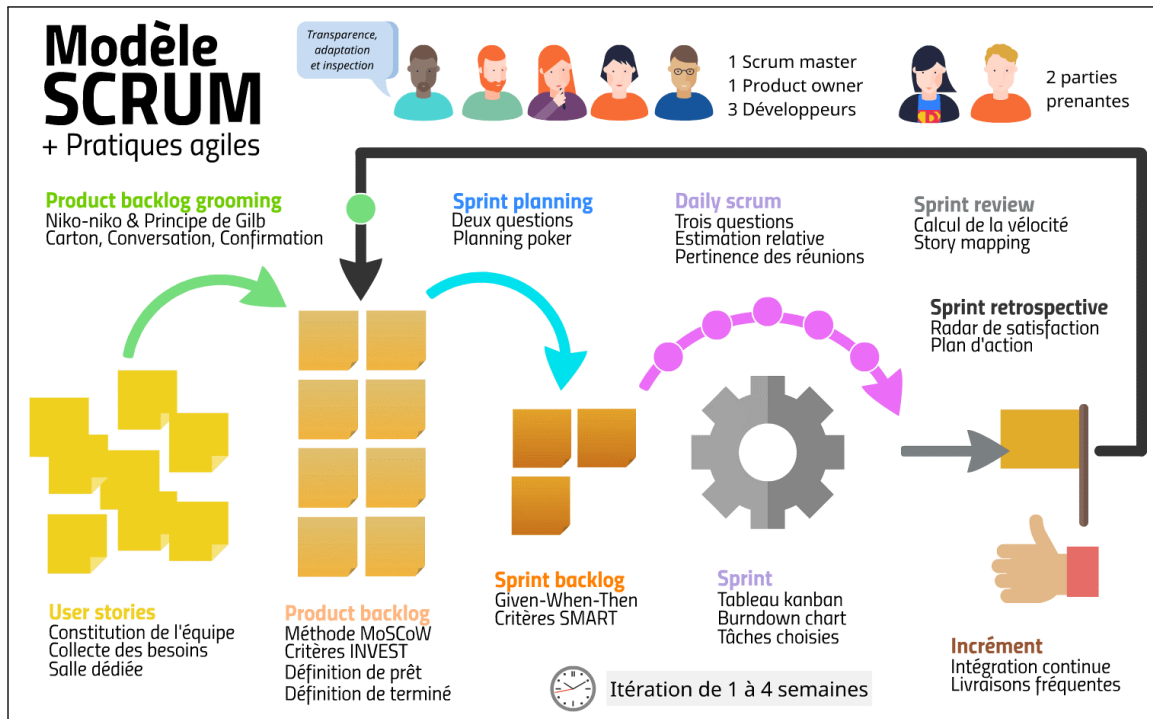 Modèle
SCRUM
+ Pratiques agiles
Transparence,
adaptation
et inspection
1 Scrum master
1 Product owner
3 Développeurs
2 parties
prenantes
Product backlog grooming
Niko-niko & Principe de Gilb
Carton, Conversation, Confirmation
Sprint planning
Deux questions
Planning poker
Daily scrum
Trois questions
Estimation relative
Pertinence des réunions
Sprint review
Calcul de la vélocité
Story mapping
Sprint retrospective
Radar de satisfaction
Plan d'action
User stories
Constitution de l'équipe
Collecte des besoins
Salle dédiée
Product backlog
Méthode MoSCoW
Critères INVEST
Définition de prêt
Définition de terminé
Sprint backlog
Given-When-Then
Critères SMART
Sprint
Tableau kanban
Burndown chart
Tâches choisies
Incrément
Intégration continue
Livraisons fréquentes
Itération de 1 à 4 semaines